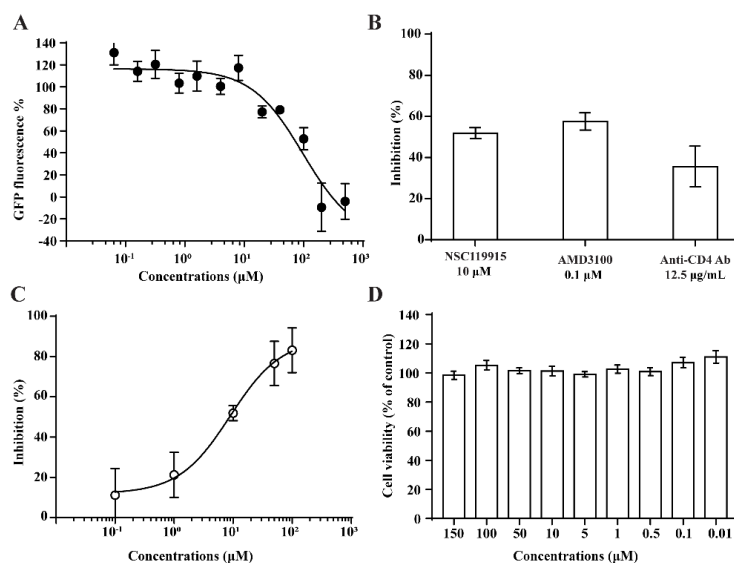 A
GFP fluorescence %
140
120
100
80
60
40
20
0
-20
-40
10⁻¹ 10⁰ 10¹ 10² 10³
Concentrations (µM)
B
Inhibition (%)
100
80
60
40
20
0
NSC119915 AMD3100 Anti-CD4 Ab
10 µM 0.1 µM 12.5 µg/mL
C
Inhibition (%)
100
80
60
40
20
0
10⁻¹ 10⁰ 10¹ 10² 10³
Concentrations (µM)
D
Cell viability (% of control)
140
120
100
80
60
40
20
0
150 100 50 10 5 1 0.5 0.1 0.01
Concentrations (µM)